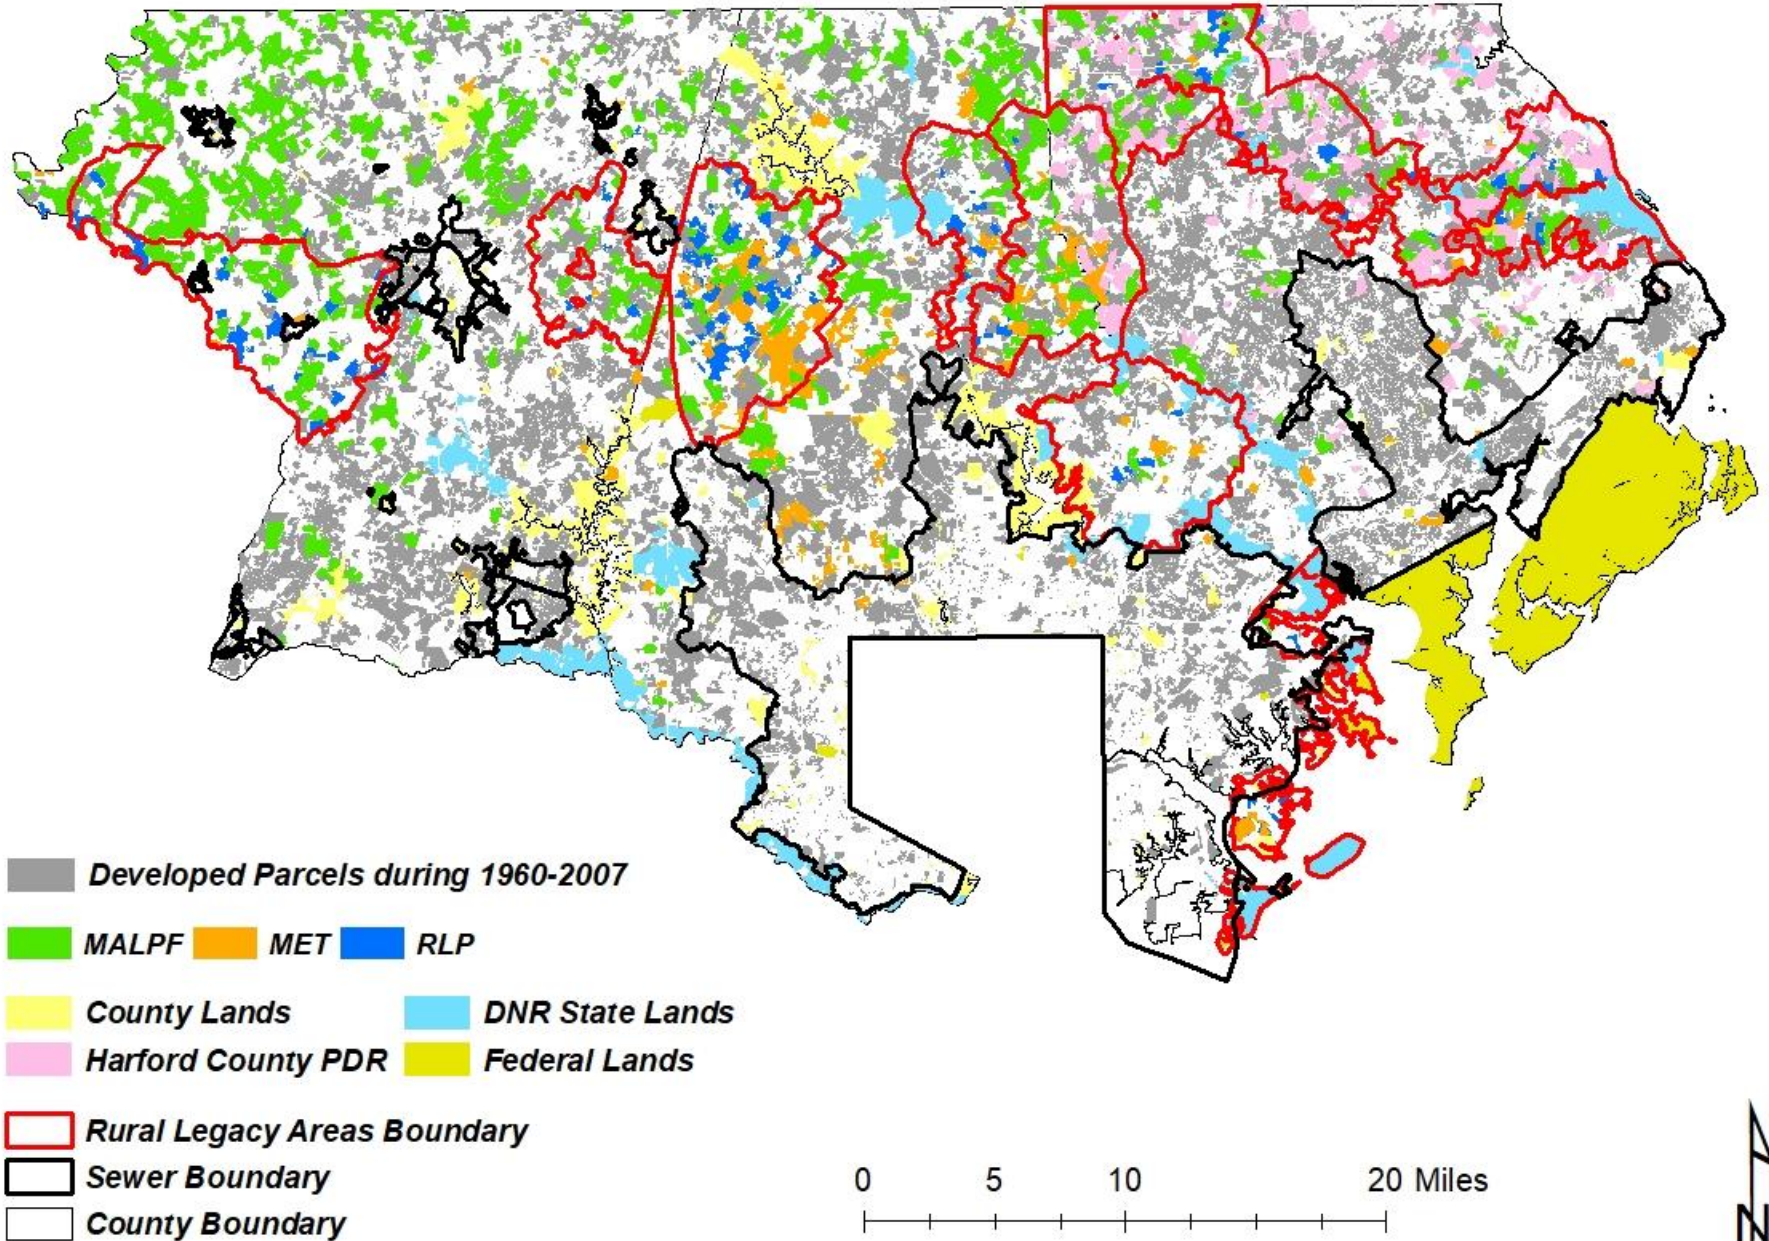 Developed Parcels during 1960-2007
MALPF MET RLP
County Lands DNR State Lands
Harford County PDR Federal Lands
Rural Legacy Areas Boundary
Sewer Boundary
County Boundary
0 5 10 20 Miles
N